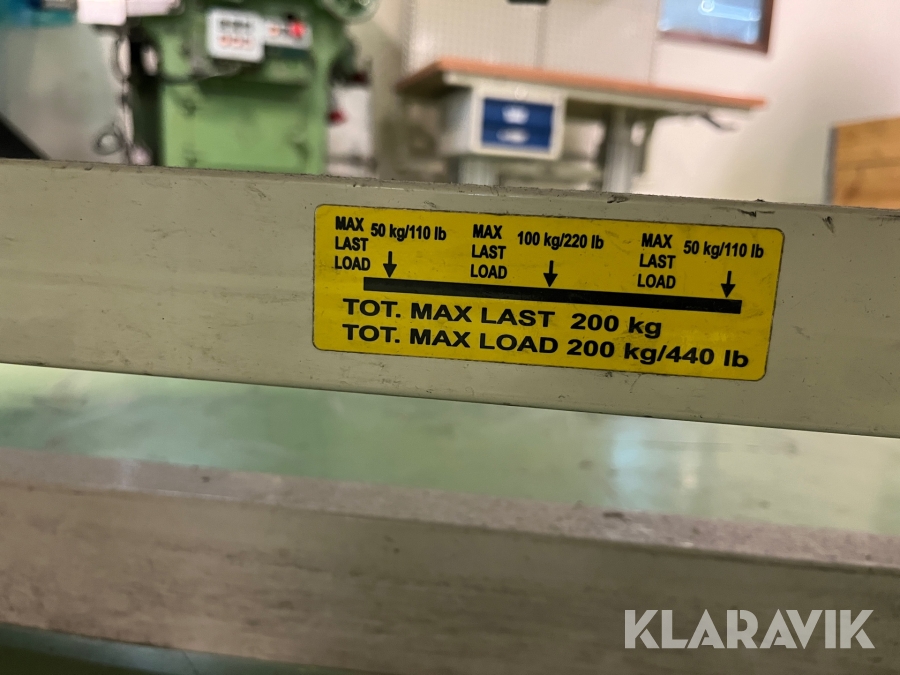 MAX 50 kg/110 lb
LAST
LOAD
MAX 100 kg/220 lb
LAST
LOAD
MAX 50 kg/110 lb
LAST
LOAD
TOT. MAX LAST 200 kg
TOT. MAX LOAD 200 kg/440 lb
KLARAVIK